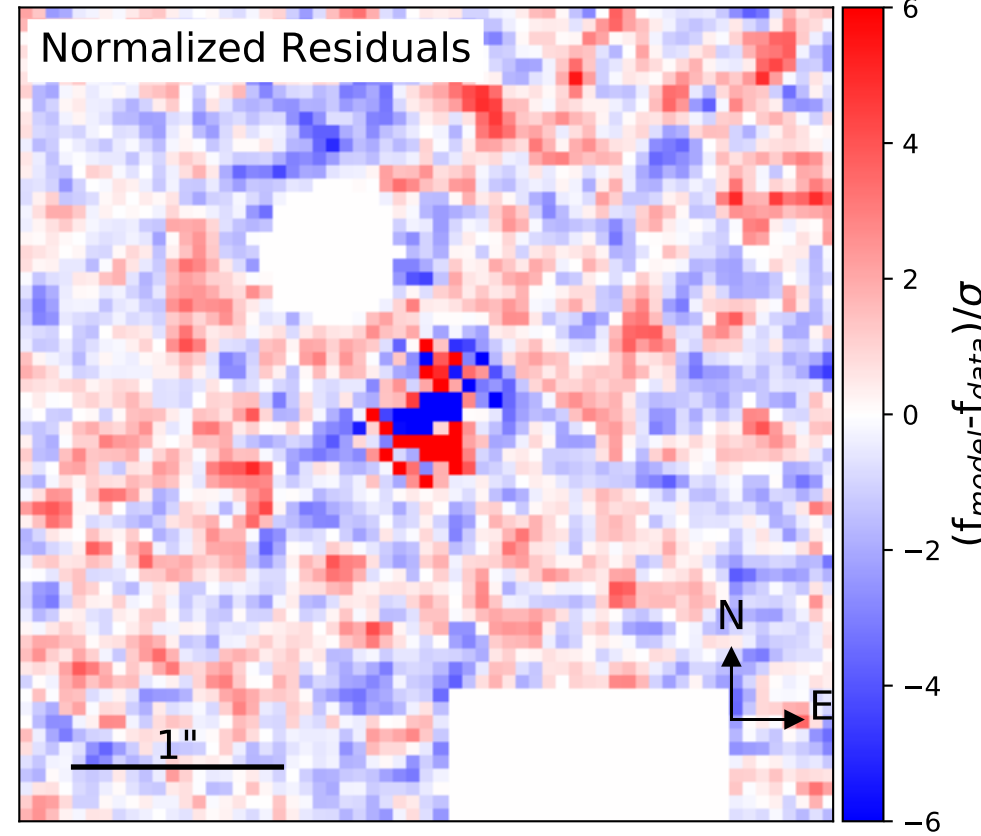 Normalized Residuals
6
4
2
0
−2
−4
−6
(f_model-f_data)/σ
N
E
1"